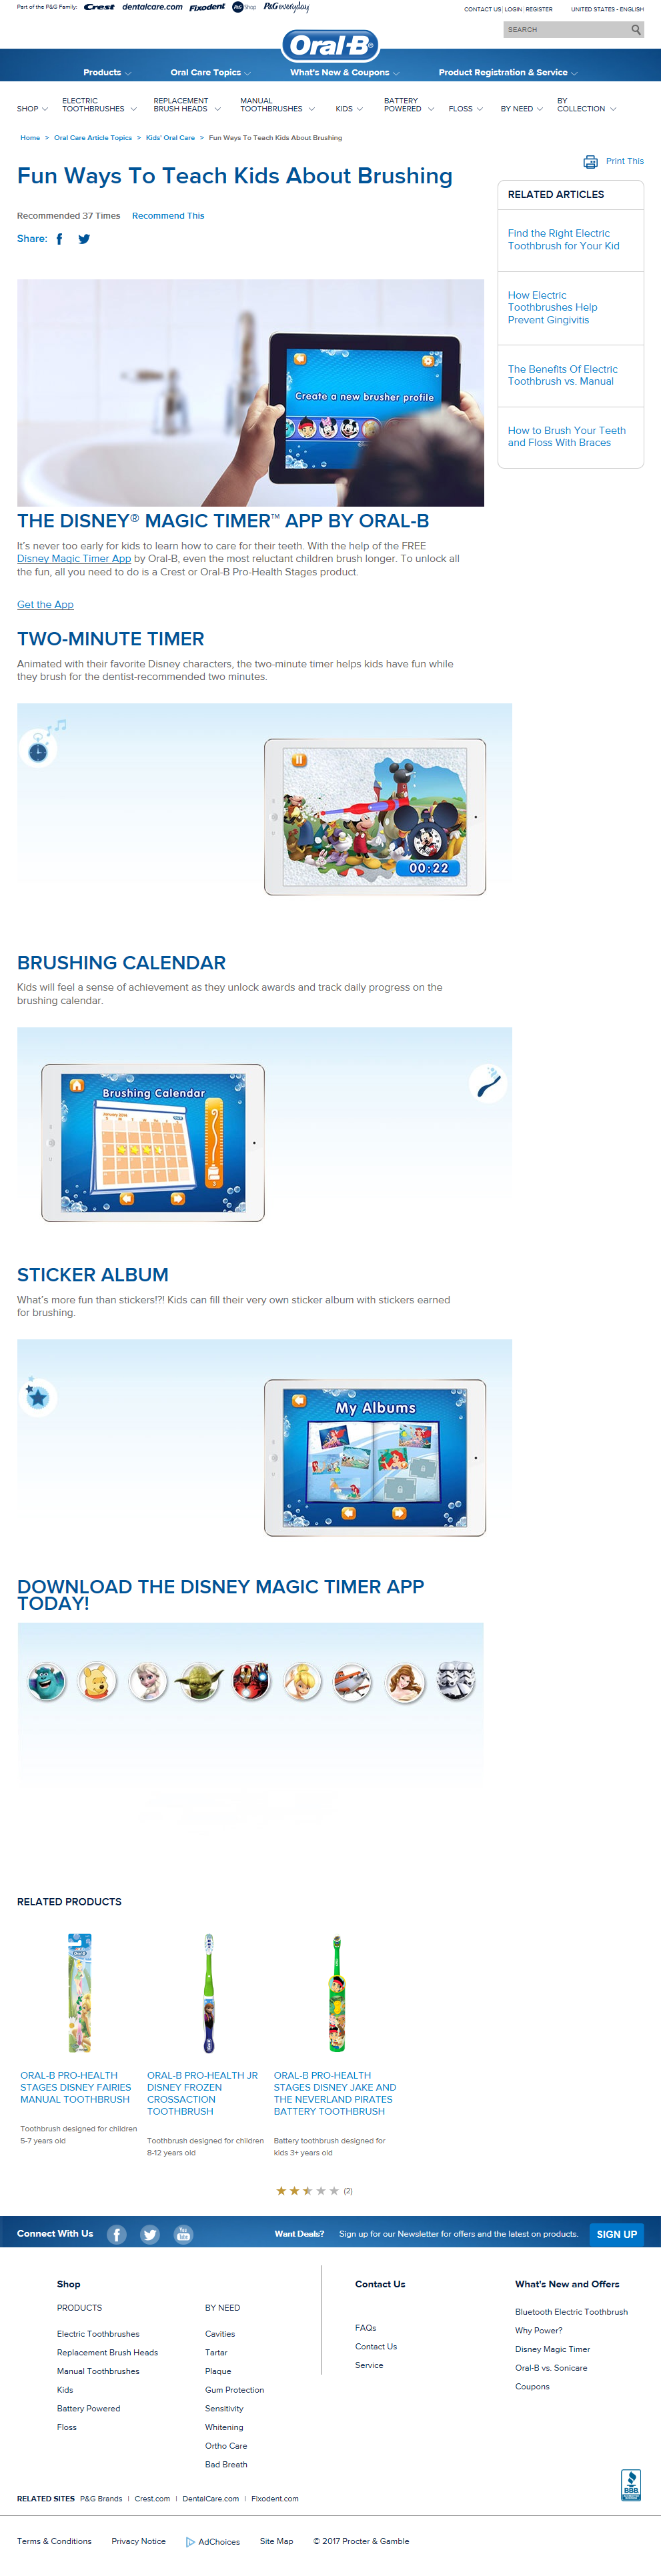 Part of the P&G Family: Crest dentalcare.com Fixodent P&G Shop P&G everyday
CONTACT US | LOGIN | REGISTER UNITED STATES - ENGLISH
SEARCH
Oral-B®
Products Oral Care Topics What's New & Coupons Product Registration & Service
SHOP ELECTRIC TOOTHBRUSHES REPLACEMENT BRUSH HEADS MANUAL TOOTHBRUSHES KIDS BATTERY POWERED FLOSS BY NEED BY COLLECTION
Home > Oral Care Article Topics > Kids' Oral Care > Fun Ways To Teach Kids About Brushing
Print This
Fun Ways To Teach Kids About Brushing
Recommended 37 Times Recommend This
Share:
RELATED ARTICLES
Find the Right Electric
Toothbrush for Your Kid
How Electric
Toothbrushes Help
Prevent Gingivitis
The Benefits Of Electric
Toothbrush vs. Manual
How to Brush Your Teeth
and Floss With Braces
Create a new brusher profile
THE DISNEY® MAGIC TIMER™ APP BY ORAL-B
It's never too early for kids to learn how to care for their teeth. With the help of the FREE
Disney Magic Timer App by Oral-B, even the most reluctant children brush longer. To unlock all
the fun, all you need to do is a Crest or Oral-B Pro-Health Stages product.
Get the App
TWO-MINUTE TIMER
Animated with their favorite Disney characters, the two-minute timer helps kids have fun while
they brush for the dentist-recommended two minutes.
00:22
BRUSHING CALENDAR
Kids will feel a sense of achievement as they unlock awards and track daily progress on the
brushing calendar.
Brushing Calendar
January 2014
STICKER ALBUM
What's more fun than stickers!?! Kids can fill their very own sticker album with stickers earned
for brushing.
My Albums
DOWNLOAD THE DISNEY MAGIC TIMER APP
TODAY!
RELATED PRODUCTS
ORAL-B PRO-HEALTH
STAGES DISNEY FAIRIES
MANUAL TOOTHBRUSH
Toothbrush designed for children
5-7 years old
ORAL-B PRO-HEALTH JR
DISNEY FROZEN
CROSSACTION
TOOTHBRUSH
Toothbrush designed for children
8-12 years old
ORAL-B PRO-HEALTH
STAGES DISNEY JAKE AND
THE NEVERLAND PIRATES
BATTERY TOOTHBRUSH
Battery toothbrush designed for
kids 3+ years old
(2)
Connect With Us You Tube Want Deals? Sign up for our Newsletter for offers and the latest on products. SIGN UP
Shop
PRODUCTS
Electric Toothbrushes
Replacement Brush Heads
Manual Toothbrushes
Kids
Battery Powered
Floss
BY NEED
Cavities
Tartar
Plaque
Gum Protection
Sensitivity
Whitening
Ortho Care
Bad Breath
Contact Us
FAQs
Contact Us
Service
What's New and Offers
Bluetooth Electric Toothbrush
Why Power?
Disney Magic Timer
Oral-B vs. Sonicare
Coupons
BBB
RELATED SITES P&G Brands | Crest.com | DentalCare.com | Fixodent.com
Terms & Conditions Privacy Notice AdChoices Site Map © 2017 Procter & Gamble